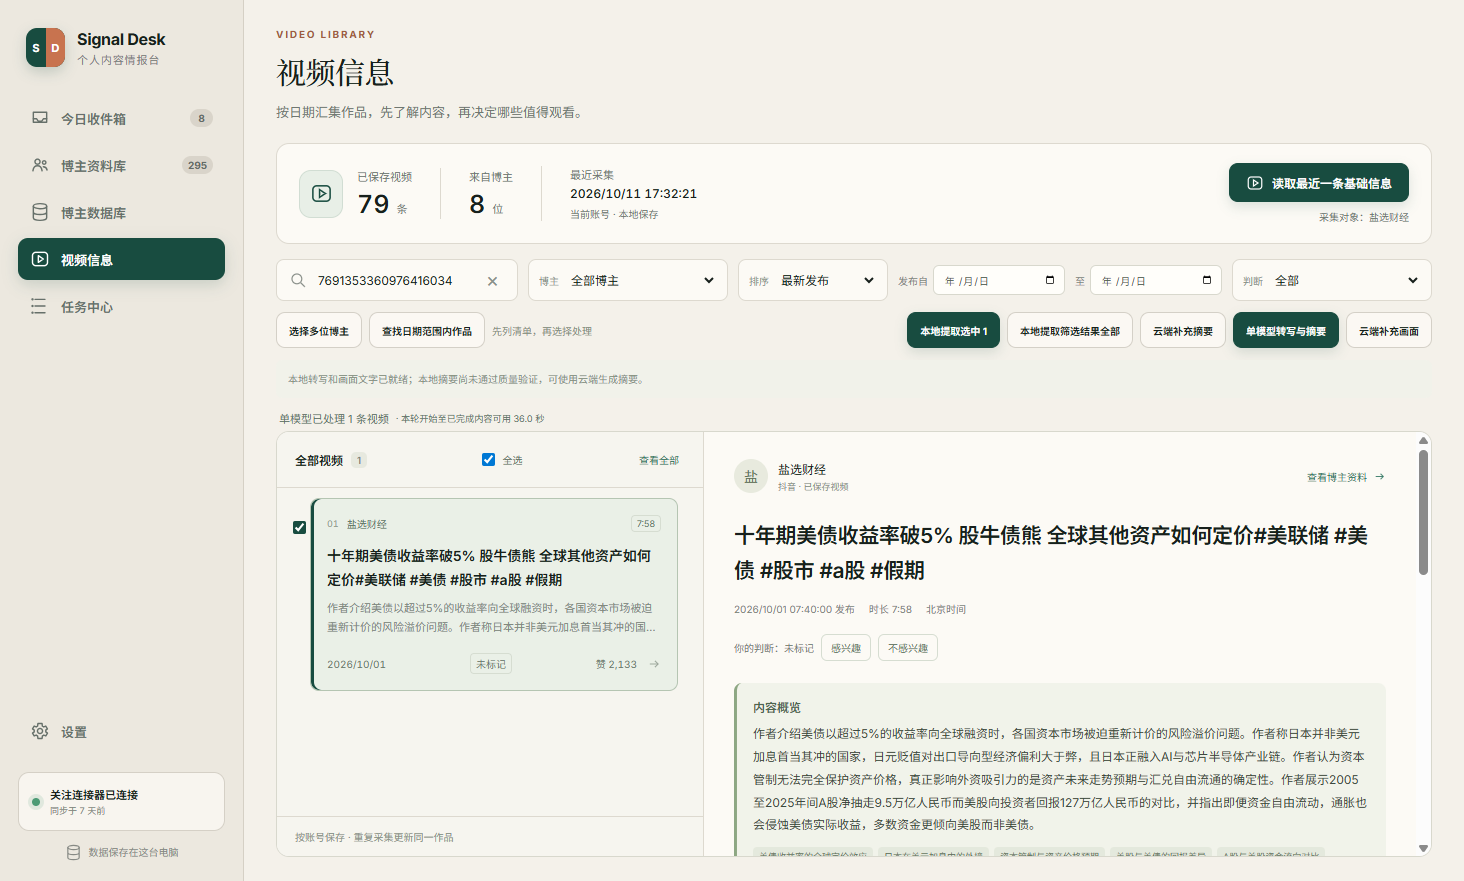 S D
Signal Desk
个人内容情报台
今日收件箱 8
博主资料库 295
博主数据库
视频信息
任务中心
设置
关注连接器已连接
同步于 7 天前
数据保存在这台电脑
VIDEO LIBRARY
视频信息
按日期汇集作品，先了解内容，再决定哪些值得观看。
已保存视频
79 条
来自博主
8 位
最近采集
2026/10/11 17:32:21
当前账号 · 本地保存
读取最近一条基础信息
采集对象：盐选财经
7691353360976416034
博主 全部博主
排序 最新发布
发布自 年 /月/日 至 年 /月/日
判断 全部
选择多位博主 查找日期范围内作品 先列清单，再选择处理
本地提取选中 1 本地提取筛选结果全部 云端补充摘要 单模型转写与摘要 云端补充画面
本地转写和画面文字已就绪；本地摘要尚未通过质量验证，可使用云端生成摘要。
单模型已处理 1 条视频 · 本轮开始至已完成内容可用 36.0 秒
全部视频 1 全选 查看全部
01 盐选财经 7:58
十年期美债收益率破5% 股牛债熊 全球其他资产如何
定价#美联储 #美债 #股市 #a股 #假期
作者介绍美债以超过5%的收益率向全球融资时，各国资本市场被迫
重新计价的风险溢价问题。作者称日本并非美元加息首当其冲的国...
2026/10/01 未标记 赞 2,133
按账号保存 · 重复采集更新同一作品
盐
盐选财经
抖音 · 已保存视频
查看博主资料
十年期美债收益率破5% 股牛债熊 全球其他资产如何定价#美联储 #美
债 #股市 #a股 #假期
2026/10/01 07:40:00 发布 时长 7:58 北京时间
你的判断：未标记 感兴趣 不感兴趣
内容概览
作者介绍美债以超过5%的收益率向全球融资时，各国资本市场被迫重新计价的风险溢价问题。作者称日本并非美元
加息首当其冲的国家，日元贬值对出口导向型经济偏利大于弊，且日本正融入AI与芯片半导体产业链。作者认为资本
管制无法完全保护资产价格，真正影响外资吸引力的是资产未来走势预期与汇兑自由流通的确定性。作者展示2005
至2025年间A股净抽走9.5万亿人民币而美股向投资者回报127万亿人民币的对比，并指出即便资金自由流动，通胀也
会侵蚀美债实际收益，多数资金更倾向美股而非美债。